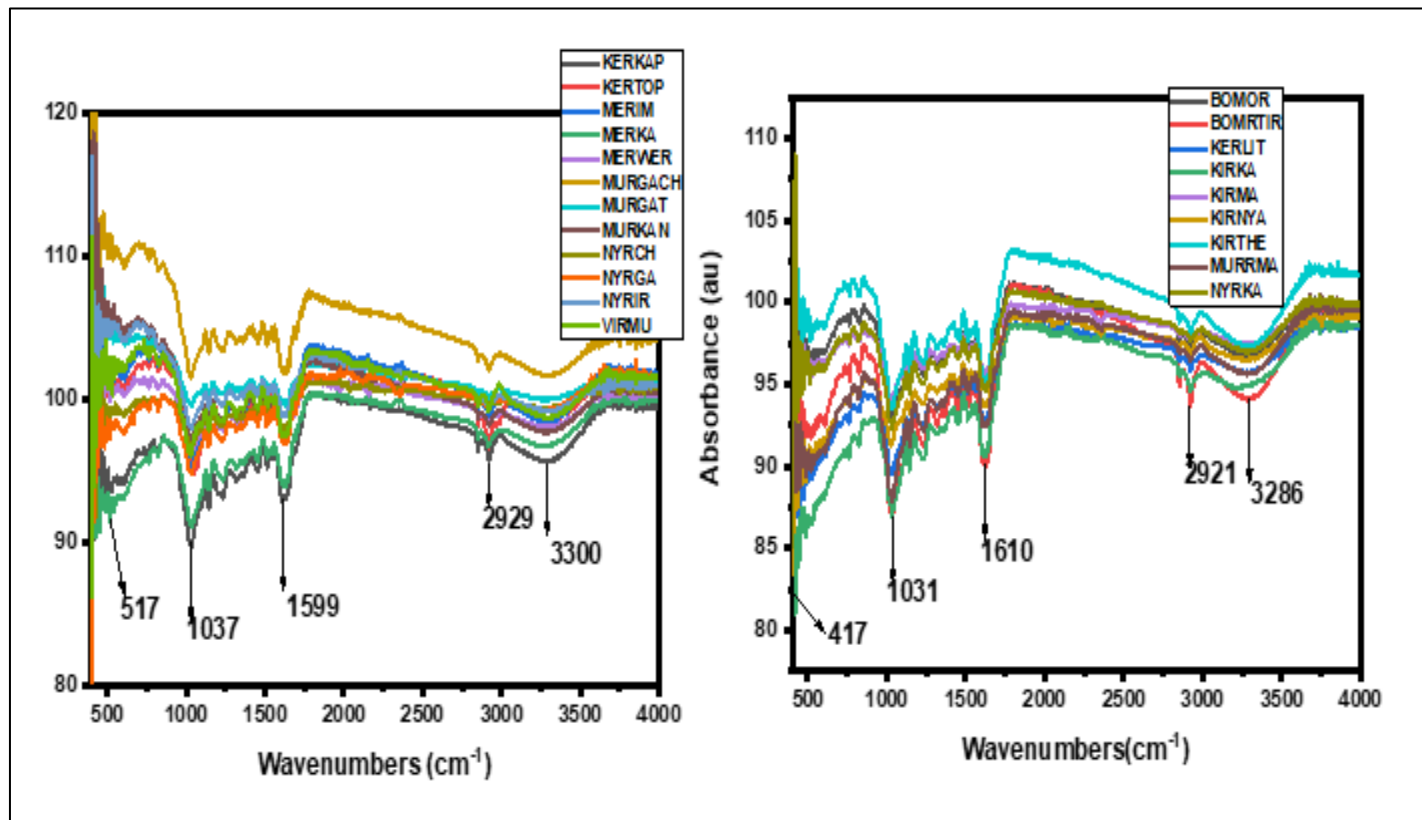 KERKAP
KERTOP
MERIM
MERKA
MERWER
MURGACH
MURGAT
MURKAN
NYRCH
NYRGA
NYRIR
VIRMU
120
110
100
90
80
517
1037
1599
2929
3300
500 1000 1500 2000 2500 3000 3500 4000
Wavenumbers (cm-1)
BOMOR
BOMRTIR
KERLIT
KIRKA
KIRMA
KIRNYA
KIRTHE
MURRMA
NYRKA
Absorbance (au)
110
105
100
95
90
85
80
417
1031
1610
2921
3286
500 1000 1500 2000 2500 3000 3500 4000
Wavenumbers(cm-1)